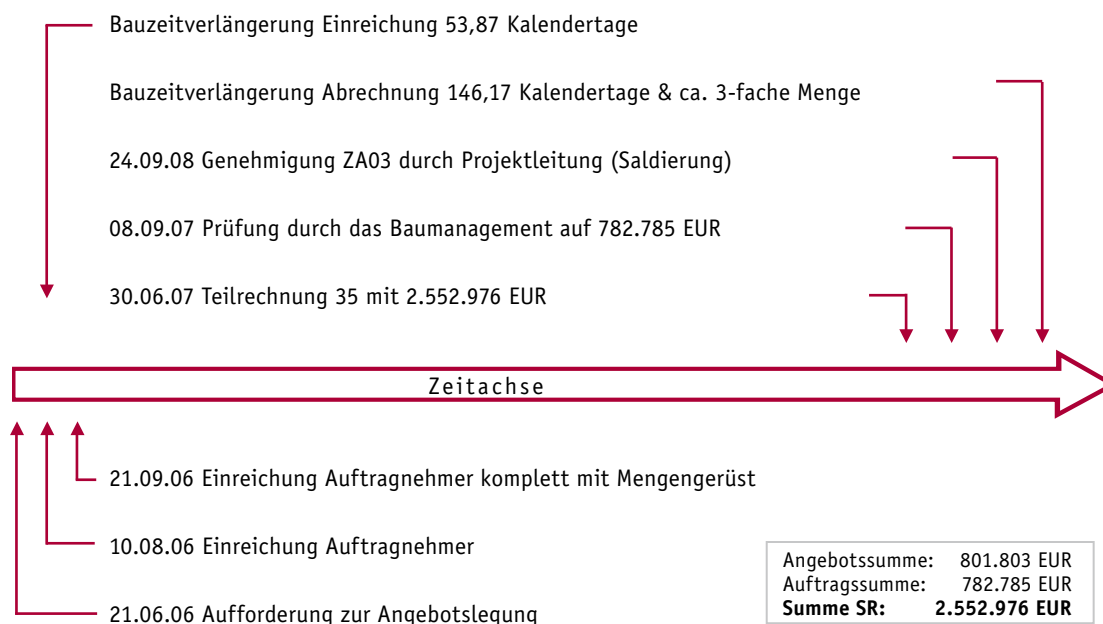 Bauzeitverlängerung Einreichung 53,87 Kalendertage
Bauzeitverlängerung Abrechnung 146,17 Kalendertage & ca. 3-fache Menge
24.09.08 Genehmigung ZA03 durch Projektleitung (Saldierung)
08.09.07 Prüfung durch das Baumanagement auf 782.785 EUR
30.06.07 Teilrechnung 35 mit 2.552.976 EUR
Zeitachse
21.09.06 Einreichung Auftragnehmer komplett mit Mengengerüst
10.08.06 Einreichung Auftragnehmer
21.06.06 Aufforderung zur Angebotslegung
Angebotssumme: 801.803 EUR
Auftragssumme: 782.785 EUR
Summe SR: 2.552.976 EUR